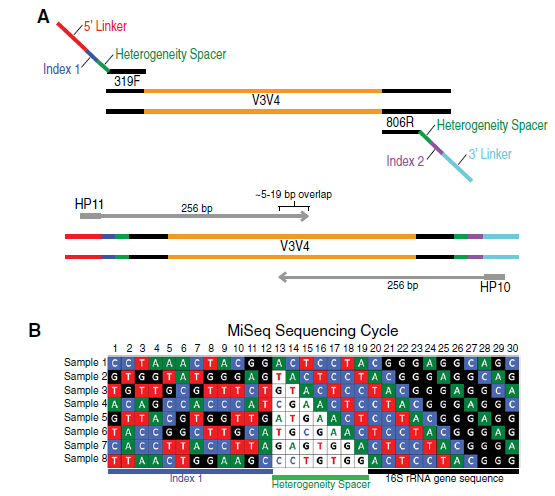 A
5' Linker
Heterogeneity Spacer
Index 1
319F
V3V4
806R
Heterogeneity Spacer
Index 2
3' Linker
~5-19 bp overlap
HP11
256 bp
V3V4
256 bp
HP10
B
MiSeq Sequencing Cycle
1 2 3 4 5 6 7 8 9 10 11 12 13 14 15 16 17 18 19 20 21 22 23 24 25 26 27 28 29 30
Sample 1 C C T A A A C T A C G G A C T C C T A C G G G A G G C A G C
Sample 2 G T G G T A T G G G A G T A C T C C T A C G G G A G G C A G
Sample 3 T G T T G C G T T T C T G T A C T C C T A C G G G A G G C A
Sample 4 A C A G C C A C C C A T C G A A C T C C T A C G G G A G G C
Sample 5 G T T A C G T G G T T G A T G A A C T C C T A C G G G A G G
Sample 6 T A C C G G C T T G C A T G C G A A C T C C T A C G G G A G
Sample 7 C A C C T T A C C T T A G A G T G G A C T C C T A C G G G A
Sample 8 T T A A C T G G A A G C C C T G T G G A C T C C T A C G G G
Index 1
Heterogeneity Spacer
16S rRNA gene sequence